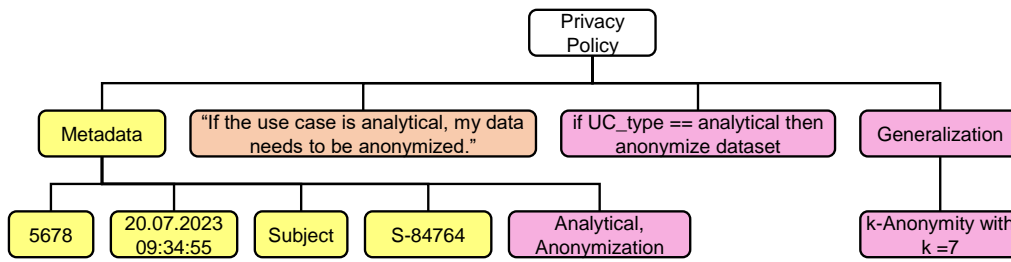 Privacy
Policy
Metadata
“If the use case is analytical, my data
needs to be anonymized.”
if UC_type == analytical then
anonymize dataset
Generalization
5678
20.07.2023
09:34:55
Subject
S-84764
Analytical,
Anonymization
k-Anonymity with
k =7